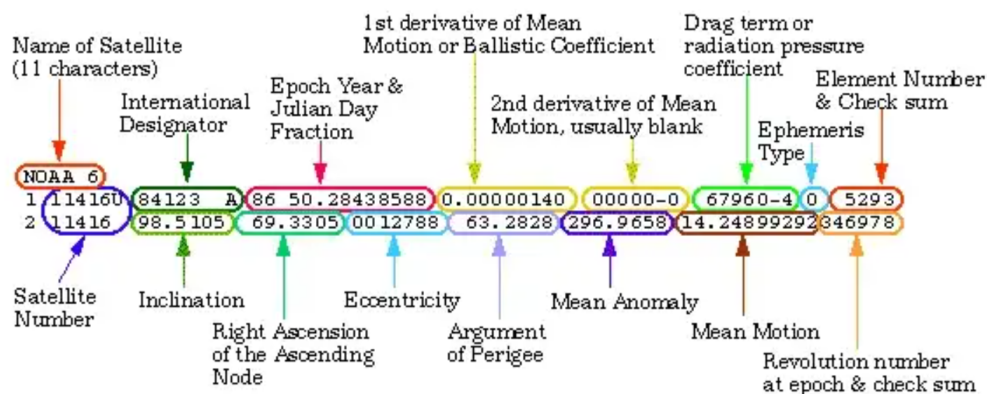 Name of Satellite
(11 characters)
International
Designator
Epoch Year &
Julian Day
Fraction
1st derivative of Mean
Motion or Ballistic Coefficient
2nd derivative of Mean
Motion, usually blank
Drag term or
radiation pressure
coefficient
Ephemeris
Type
Element Number
& Check sum
NOAA 6
1 11416U 84123 A 86 50.28438588 0.00000140 00000-0 67960-4 0 5293
2 11416 98.5105 69.3305 0012788 63.2828 296.9658 14.24899292346978
Satellite
Number
Inclination
Right Ascension
of the Ascending
Node
Eccentricity
Argument
of Perigee
Mean Anomaly
Mean Motion
Revolution number
at epoch & check sum